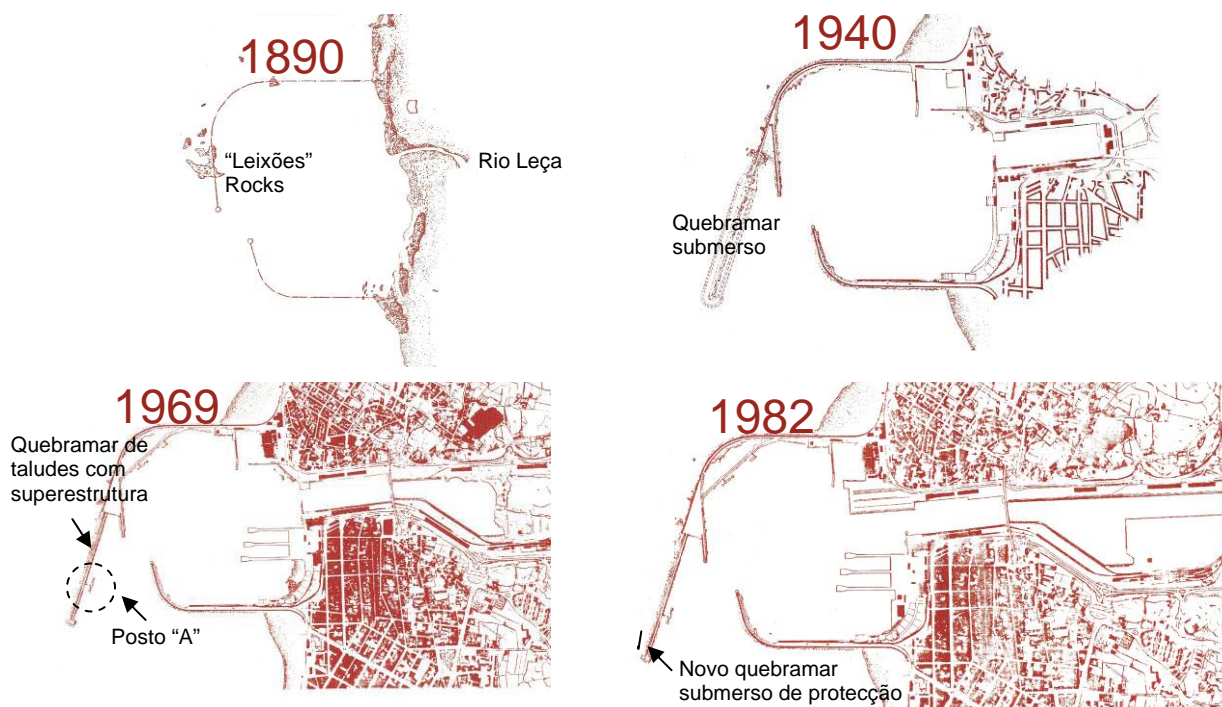 1890
“Leixões”
Rocks
Rio Leça
1940
Quebramar
submerso
1969
Quebramar de
taludes com
superestrutura
Posto “A”
1982
Novo quebramar
submerso de protecção